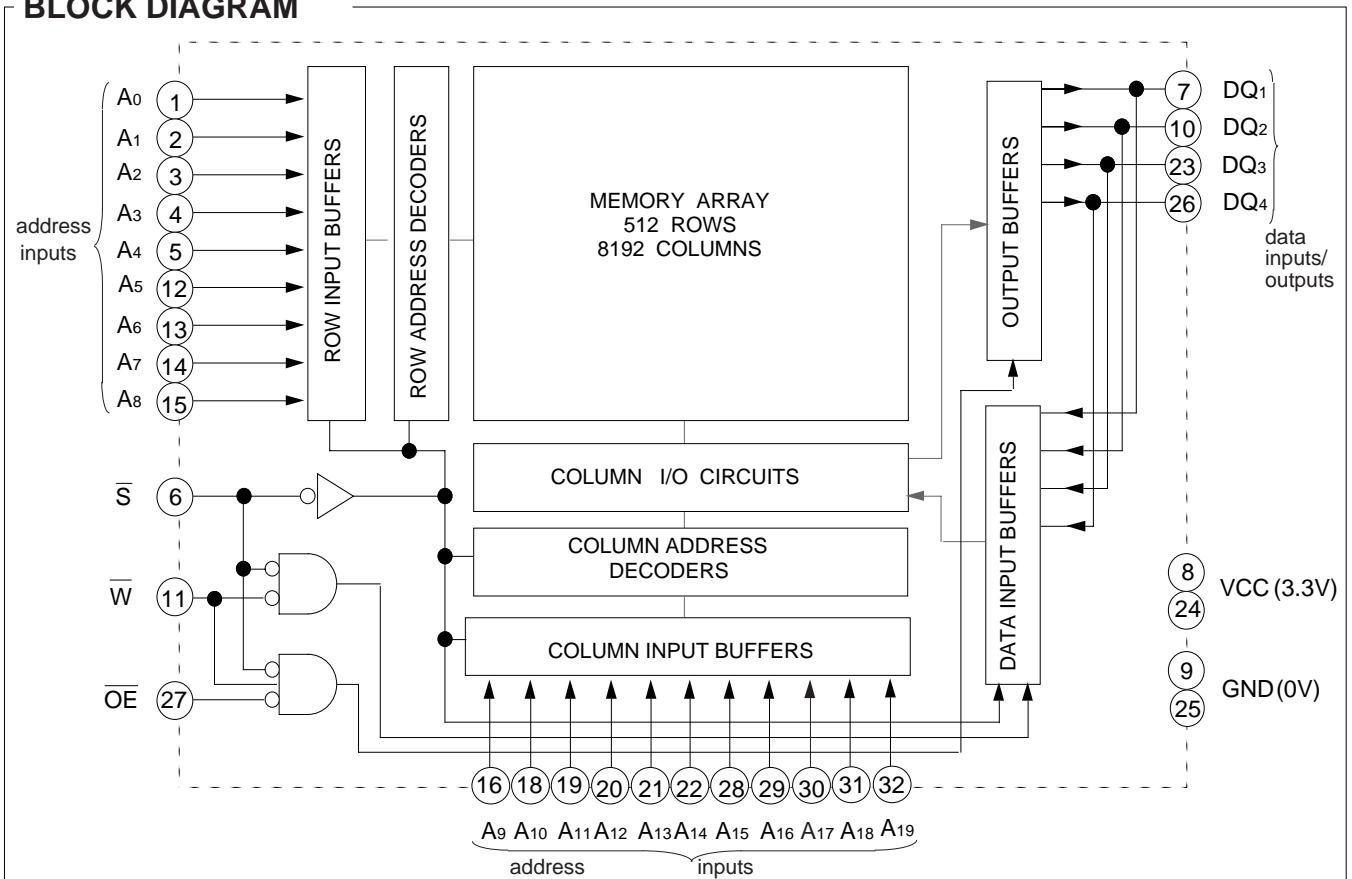 BLOCK DIAGRAM
address
inputs
A0 1
A1 2
A2 3
A3 4
A4 5
A5 12
A6 13
A7 14
A8 15
S̅ 6
W̅ 11
O̅E̅ 27
ROW INPUT BUFFERS
ROW ADDRESS DECODERS
MEMORY ARRAY
512 ROWS
8192 COLUMNS
COLUMN I/O CIRCUITS
COLUMN ADDRESS
DECODERS
COLUMN INPUT BUFFERS
OUTPUT BUFFERS
DATA INPUT BUFFERS
7 DQ1
10 DQ2
23 DQ3
26 DQ4
data
inputs/
outputs
8
24
VCC (3.3V)
9
25
GND (0V)
16 18 19 20 21 22 28 29 30 31 32
A9 A10 A11 A12 A13 A14 A15 A16 A17 A18 A19
address inputs